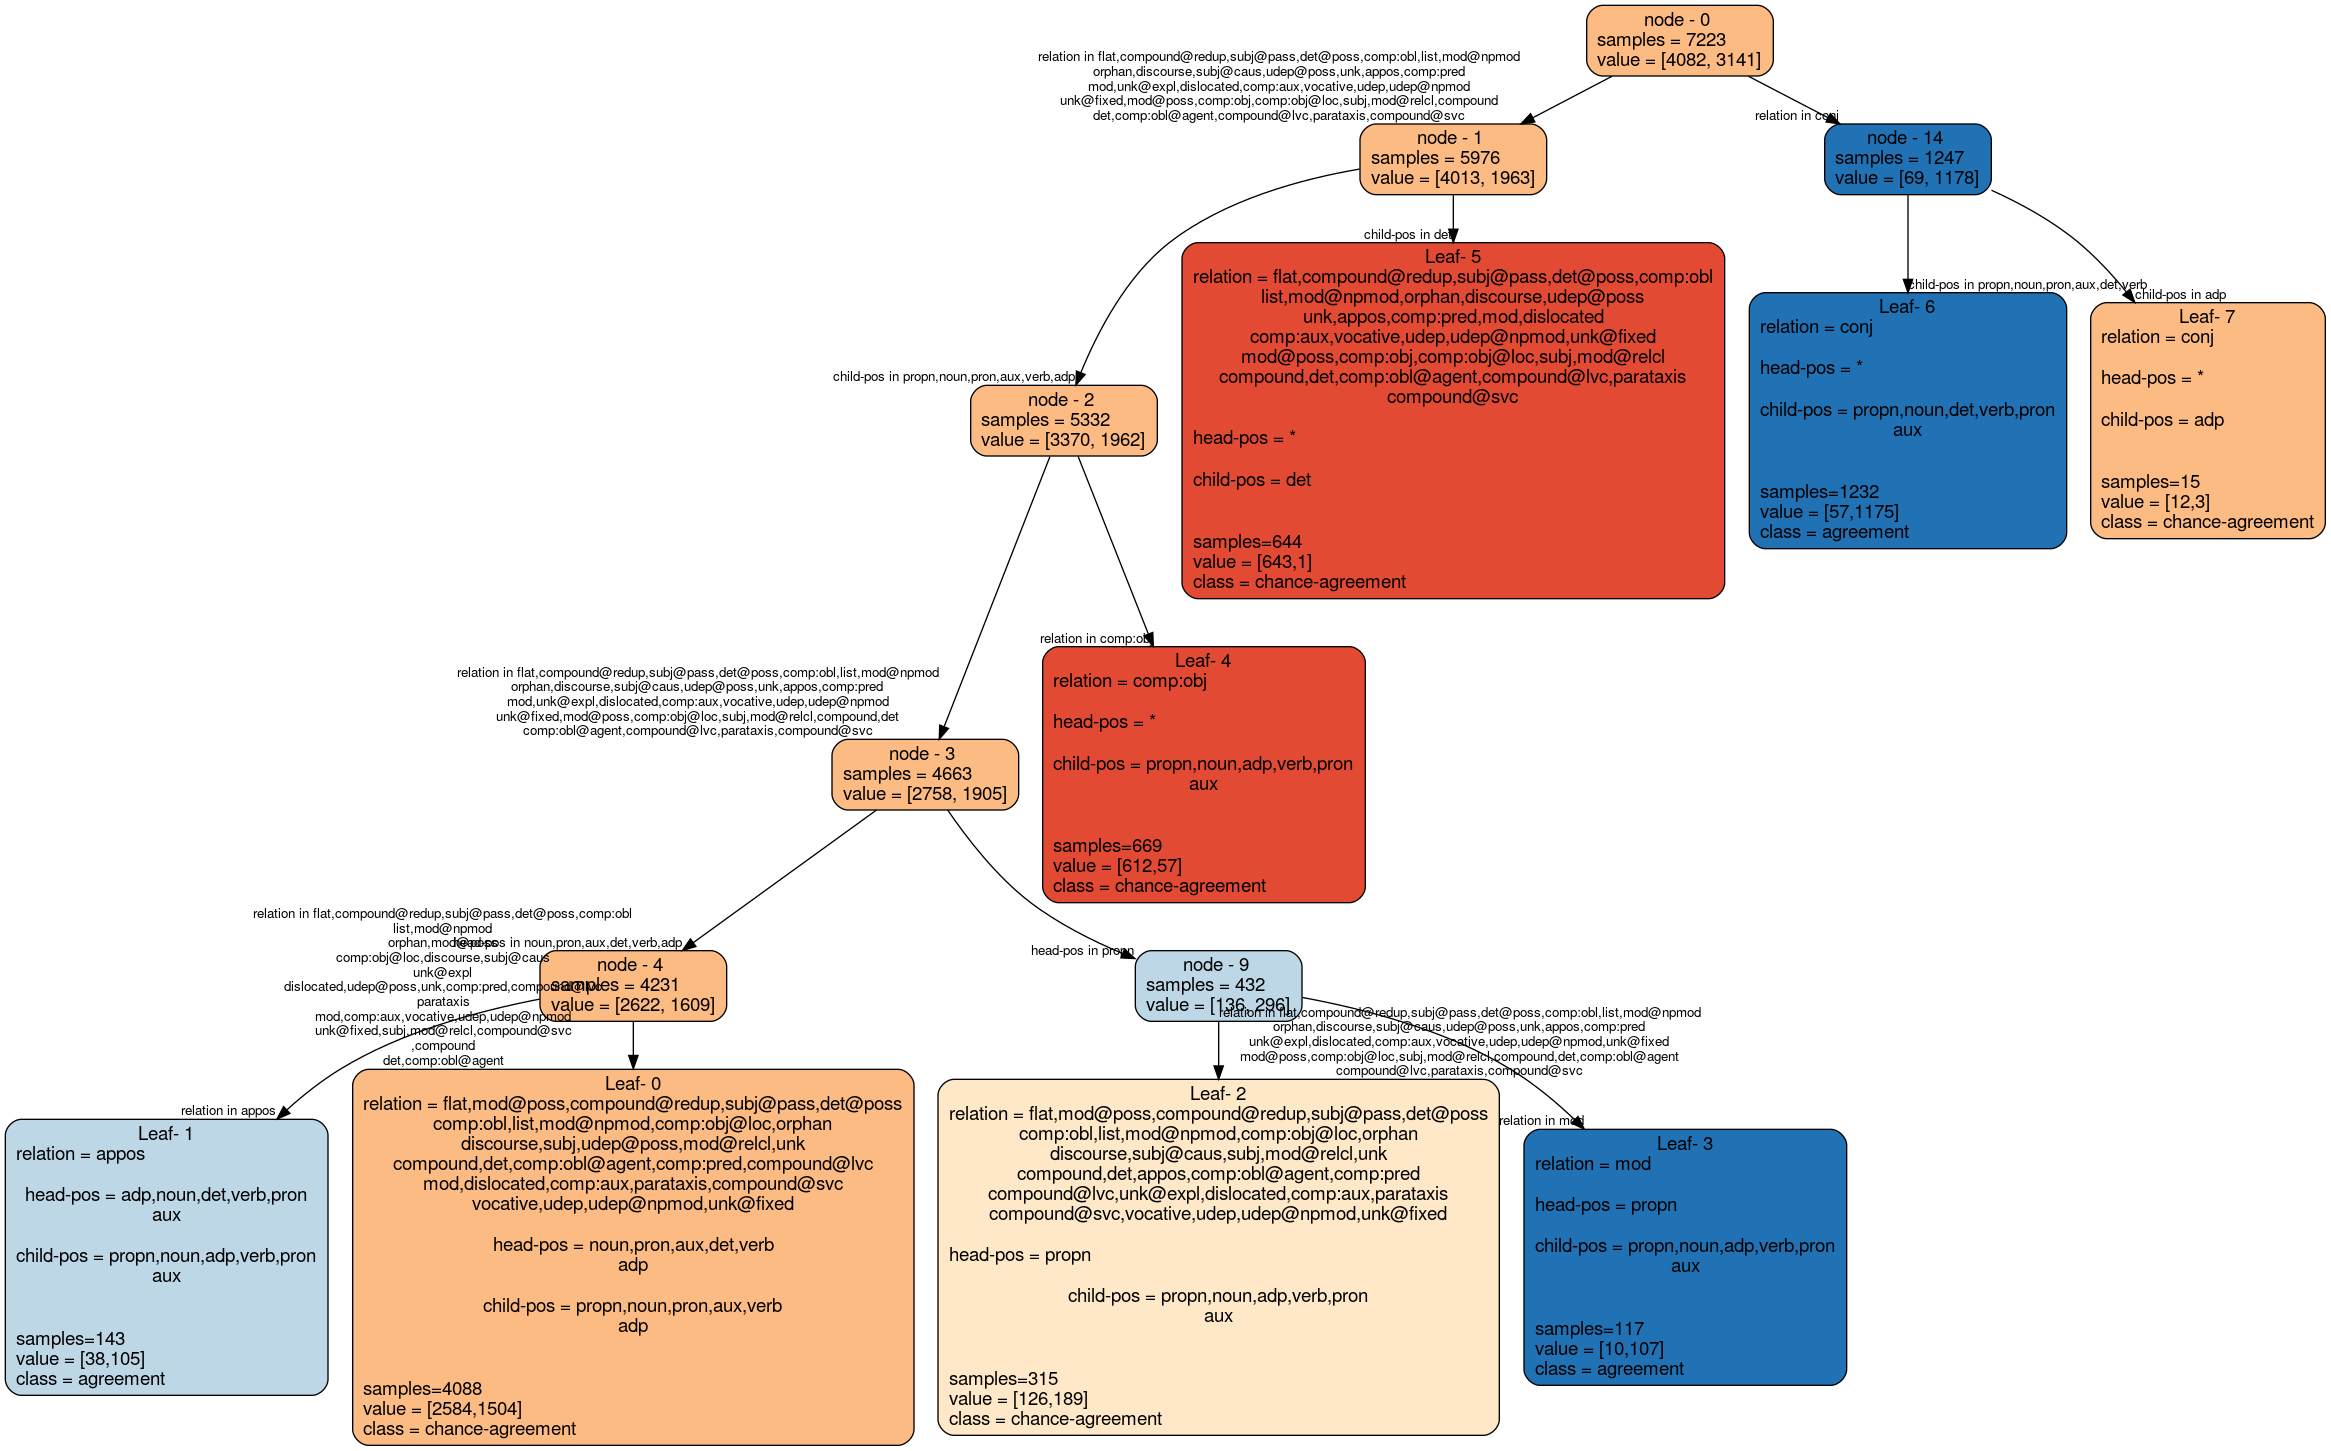 node - 0
samples = 7223
value = [4082, 3141]
relation in flat,compound@redup,subj@pass,det@poss,comp:obl,list,mod@npmod
orphan,discourse,subj@caus,udep@poss,unk,appos,comp:pred
mod,unk@expl,dislocated,comp:aux,vocative,udep,udep@npmod
unk@fixed,mod@poss,comp:obj,comp:obj@loc,subj,mod@relcl,compound
det,comp:obl@agent,compound@lvc,parataxis,compound@svc
relation in conj
node - 1
samples = 5976
value = [4013, 1963]
node - 14
samples = 1247
value = [69, 1178]
child-pos in det
Leaf- 5
relation = flat,compound@redup,subj@pass,det@poss,comp:obl
list,mod@npmod,orphan,discourse,udep@poss
unk,appos,comp:pred,mod,dislocated
comp:aux,vocative,udep,udep@npmod,unk@fixed
mod@poss,comp:obj,comp:obj@loc,subj,mod@relcl
compound,det,comp:obl@agent,compound@lvc,parataxis
compound@svc
head-pos = *
child-pos = det
samples=644
value = [643,1]
class = chance-agreement
child-pos in propn,noun,pron,aux,det,verb
Leaf- 6
relation = conj
head-pos = *
child-pos = propn,noun,det,verb,pron
aux
samples=1232
value = [57,1175]
class = agreement
child-pos in adp
Leaf- 7
relation = conj
head-pos = *
child-pos = adp
samples=15
value = [12,3]
class = chance-agreement
child-pos in propn,noun,pron,aux,verb,adp
node - 2
samples = 5332
value = [3370, 1962]
relation in comp:obj
Leaf- 4
relation = comp:obj
head-pos = *
child-pos = propn,noun,adp,verb,pron
aux
samples=669
value = [612,57]
class = chance-agreement
relation in flat,compound@redup,subj@pass,det@poss,comp:obl,list,mod@npmod
orphan,discourse,subj@caus,udep@poss,unk,appos,comp:pred
mod,unk@expl,dislocated,comp:aux,vocative,udep,udep@npmod
unk@fixed,mod@poss,comp:obj@loc,subj,mod@relcl,compound,det
comp:obl@agent,compound@lvc,parataxis,compound@svc
node - 3
samples = 4663
value = [2758, 1905]
head-pos in noun,pron,aux,det,verb,adp
node - 4
samples = 4231
value = [2622, 1609]
head-pos in propn
node - 9
samples = 432
value = [136, 296]
relation in flat,compound@redup,subj@pass,det@poss,comp:obl
list,mod@npmod
orphan,mod@poss
comp:obj@loc,discourse,subj@caus
unk@expl
dislocated,udep@poss,unk,comp:pred,compound@lvc
parataxis
mod,comp:aux,vocative,udep,udep@npmod
unk@fixed,subj,mod@relcl,compound@svc
,compound
det,comp:obl@agent
relation in appos
Leaf- 1
relation = appos
head-pos = adp,noun,det,verb,pron
aux
child-pos = propn,noun,adp,verb,pron
aux
samples=143
value = [38,105]
class = agreement
Leaf- 0
relation = flat,mod@poss,compound@redup,subj@pass,det@poss
comp:obl,list,mod@npmod,comp:obj@loc,orphan
discourse,subj,udep@poss,mod@relcl,unk
compound,det,comp:obl@agent,comp:pred,compound@lvc
mod,dislocated,comp:aux,parataxis,compound@svc
vocative,udep,udep@npmod,unk@fixed
head-pos = noun,pron,aux,det,verb
adp
child-pos = propn,noun,pron,aux,verb
adp
samples=4088
value = [2584,1504]
class = chance-agreement
relation in flat,compound@redup,subj@pass,det@poss,comp:obl,list,mod@npmod
orphan,discourse,subj@caus,udep@poss,unk,appos,comp:pred
unk@expl,dislocated,comp:aux,vocative,udep,udep@npmod,unk@fixed
mod@poss,comp:obj@loc,subj,mod@relcl,compound,det,comp:obl@agent
compound@lvc,parataxis,compound@svc
Leaf- 2
relation = flat,mod@poss,compound@redup,subj@pass,det@poss
comp:obl,list,mod@npmod,comp:obj@loc,orphan
discourse,subj@caus,subj,mod@relcl,unk
compound,det,appos,comp:obl@agent,comp:pred
compound@lvc,unk@expl,dislocated,comp:aux,parataxis
compound@svc,vocative,udep,udep@npmod,unk@fixed
head-pos = propn
child-pos = propn,noun,adp,verb,pron
aux
samples=315
value = [126,189]
class = chance-agreement
relation in mod
Leaf- 3
relation = mod
head-pos = propn
child-pos = propn,noun,adp,verb,pron
aux
samples=117
value = [10,107]
class = agreement